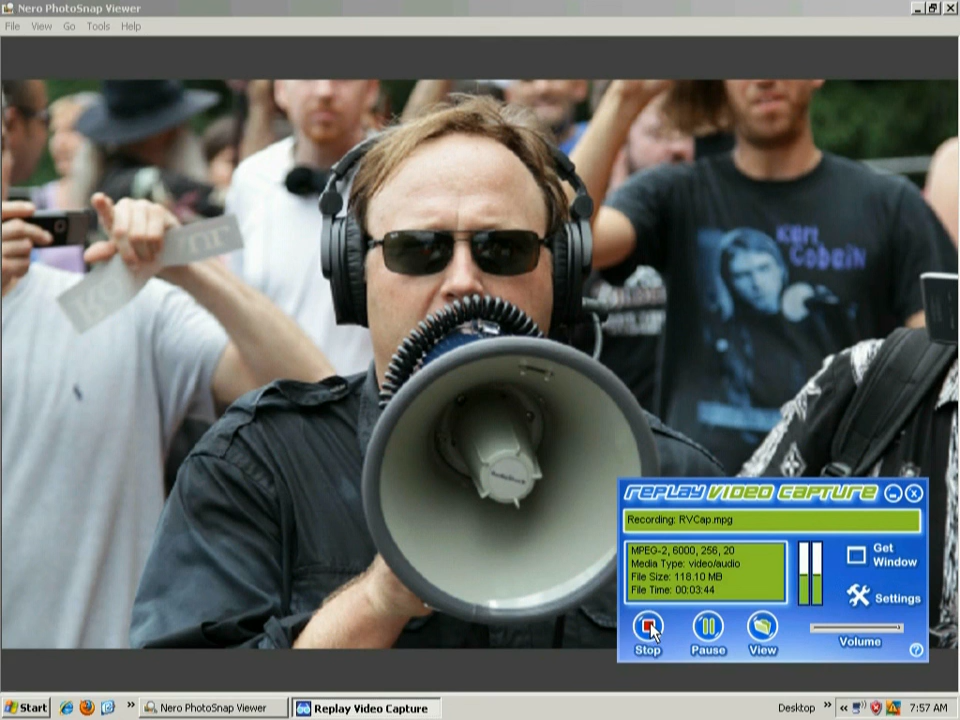 Nero PhotoSnap Viewer
File View Go Tools Help
Kurt
Cobain
REPLAY VIDEO CAPTURE
Recording: RVCap.mpg
MPEG-2, 6000, 256, 20
Media Type: video/audio
File Size: 118.10 MB
File Time: 00:03:44
Get
Window
Settings
Stop Pause View Volume
Start Nero PhotoSnap Viewer Replay Video Capture Desktop 7:57 AM